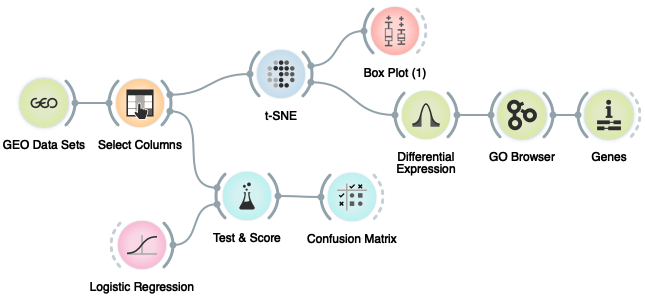 Box Plot (1)
GEO
GEO Data Sets
Select Columns
t-SNE
Differential
Expression
GO Browser
Genes
Test & Score
Confusion Matrix
Logistic Regression